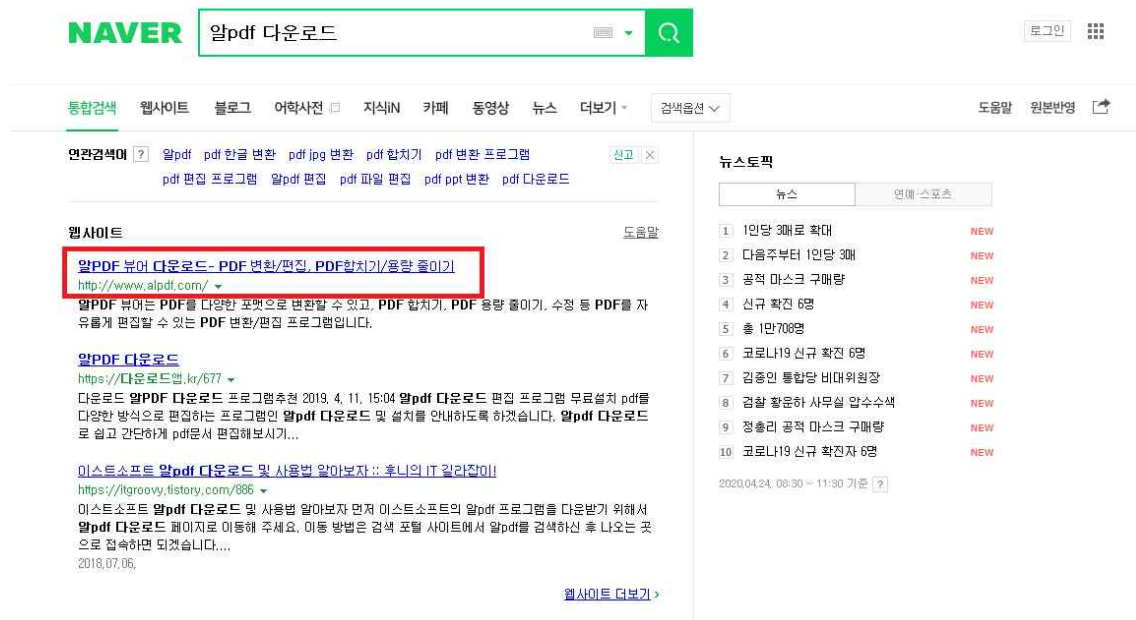 NAVER
알pdf 다운로드
로그인
통합검색 웹사이트 블로그 어학사전 지식iN 카페 동영상 뉴스 더보기 검색옵션 도움말 원본반영
연관검색어 ? 알pdf pdf 한글 변환 pdf jpg 변환 pdf 합치기 pdf 변환 프로그램 신고 X
pdf 편집 프로그램 알pdf 편집 pdf 파일 편집 pdf ppt 변환 pdf 다운로드
웹사이트 도움말
알PDF 뷰어 다운로드- PDF 변환/편집, PDF합치기/용량 줄이기
http://www.alpdf.com/
알PDF 뷰어는 PDF를 다양한 포맷으로 변환할 수 있고, PDF 합치기, PDF 용량 줄이기, 수정 등 PDF를 자
유롭게 편집할 수 있는 PDF 변환/편집 프로그램입니다.
알PDF 다운로드
https://다운로드앱.kr/677
다운로드 알PDF 다운로드 프로그램추천 2019. 4. 11. 15:04 알pdf 다운로드 편집 프로그램 무료설치 pdf를
다양한 방식으로 편집하는 프로그램인 알pdf 다운로드 및 설치를 안내하도록 하겠습니다. 알pdf 다운로드
로 쉽고 간단하게 pdf문서 편집해보시기...
이스트소프트 알pdf 다운로드 및 사용법 알아보자 :: 후니의 IT 길라잡이!
https://itgroovy.tistory.com/886
이스트소프트 알pdf 다운로드 및 사용법 알아보자 먼저 이스트소프트의 알pdf 프로그램을 다운받기 위해서
알pdf 다운로드 페이지로 이동해 주세요. 이동 방법은 검색 포털 사이트에서 알pdf를 검색하신 후 나오는 곳
으로 접속하면 되겠습니다....
2018.07.06.
웹사이트 더보기 >
뉴스토픽
뉴스 연예·스포츠
1 1인당 3매로 확대 NEW
2 다음주부터 1인당 3매 NEW
3 공적 마스크 구매량 NEW
4 신규 확진 6명 NEW
5 총 1만708명 NEW
6 코로나19 신규 확진 6명 NEW
7 김종인 통합당 비대위원장 NEW
8 검찰 황운하 사무실 압수수색 NEW
9 정총리 공적 마스크 구매량 NEW
10 코로나19 신규 확진자 6명 NEW
2020.04.24. 08:30 ~ 11:30 기준 ?